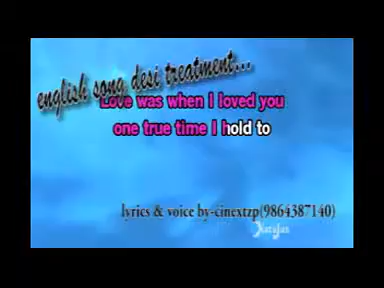 english song desi treatment...
Love was when I loved you
one true time I hold to
lyrics & voice by-cinextzp(9864387140)